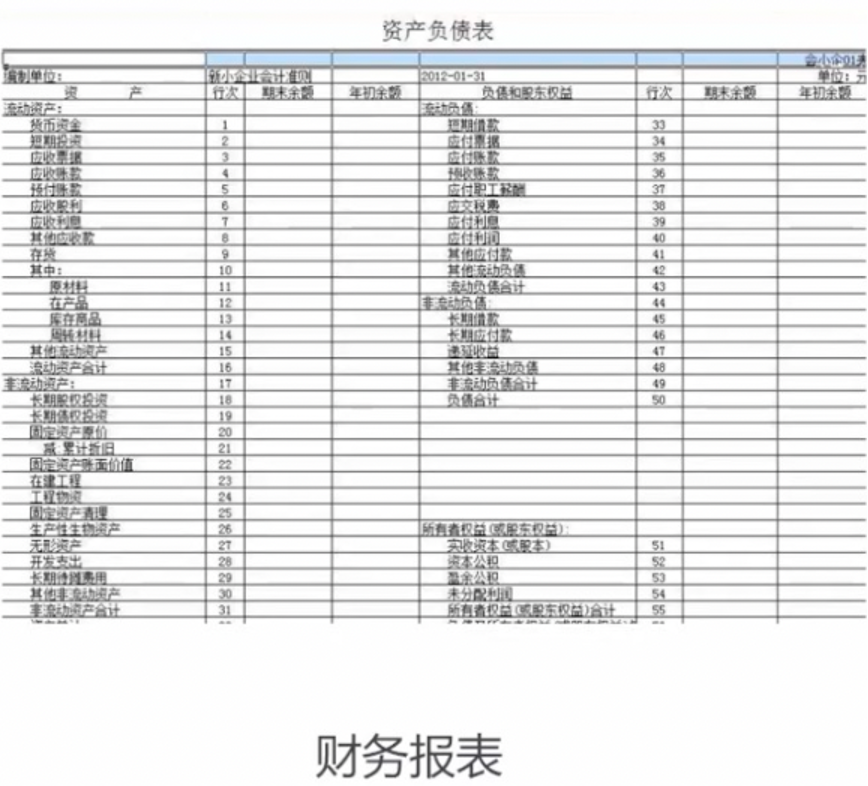 资产负债表
会小企01表
编制单位: 新小企业会计准则 2012-01-31 单位:元
资 产 行次 期末余额 年初余额 负债和股东权益 行次 期末余额 年初余额
流动资产: 流动负债:
货币资金 1 短期借款 33
短期投资 2 应付票据 34
应收票据 3 应付账款 35
应收账款 4 预收账款 36
预付账款 5 应付职工薪酬 37
应收股利 6 应交税费 38
应收利息 7 应付利息 39
其他应收款 8 应付利润 40
存货 9 其他应付款 41
其中: 10 其他流动负债 42
原材料 11 流动负债合计 43
在产品 12 非流动负债: 44
库存商品 13 长期借款 45
周转材料 14 长期应付款 46
其他流动资产 15 递延收益 47
流动资产合计 16 其他非流动负债 48
非流动资产: 17 非流动负债合计 49
长期股权投资 18 负债合计 50
长期债权投资 19
固定资产原价 20
减:累计折旧 21
固定资产账面价值 22
在建工程 23
工程物资 24
固定资产清理 25
生产性生物资产 26 所有者权益(或股东权益):
无形资产 27 实收资本(或股本) 51
开发支出 28 资本公积 52
长期待摊费用 29 盈余公积 53
其他非流动资产 30 未分配利润 54
非流动资产合计 31 所有者权益(或股东权益)合计 55
财务报表